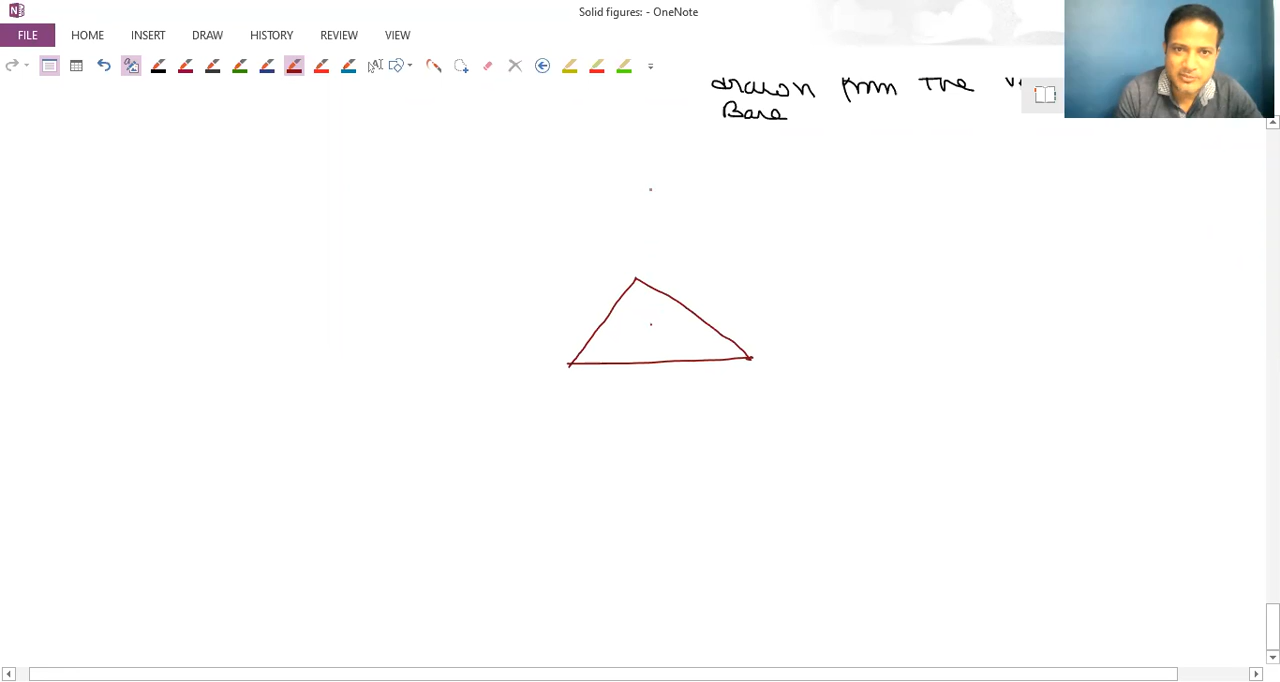 Solid figures: - OneNote
FILE HOME INSERT DRAW HISTORY REVIEW VIEW
drawn from the
Base